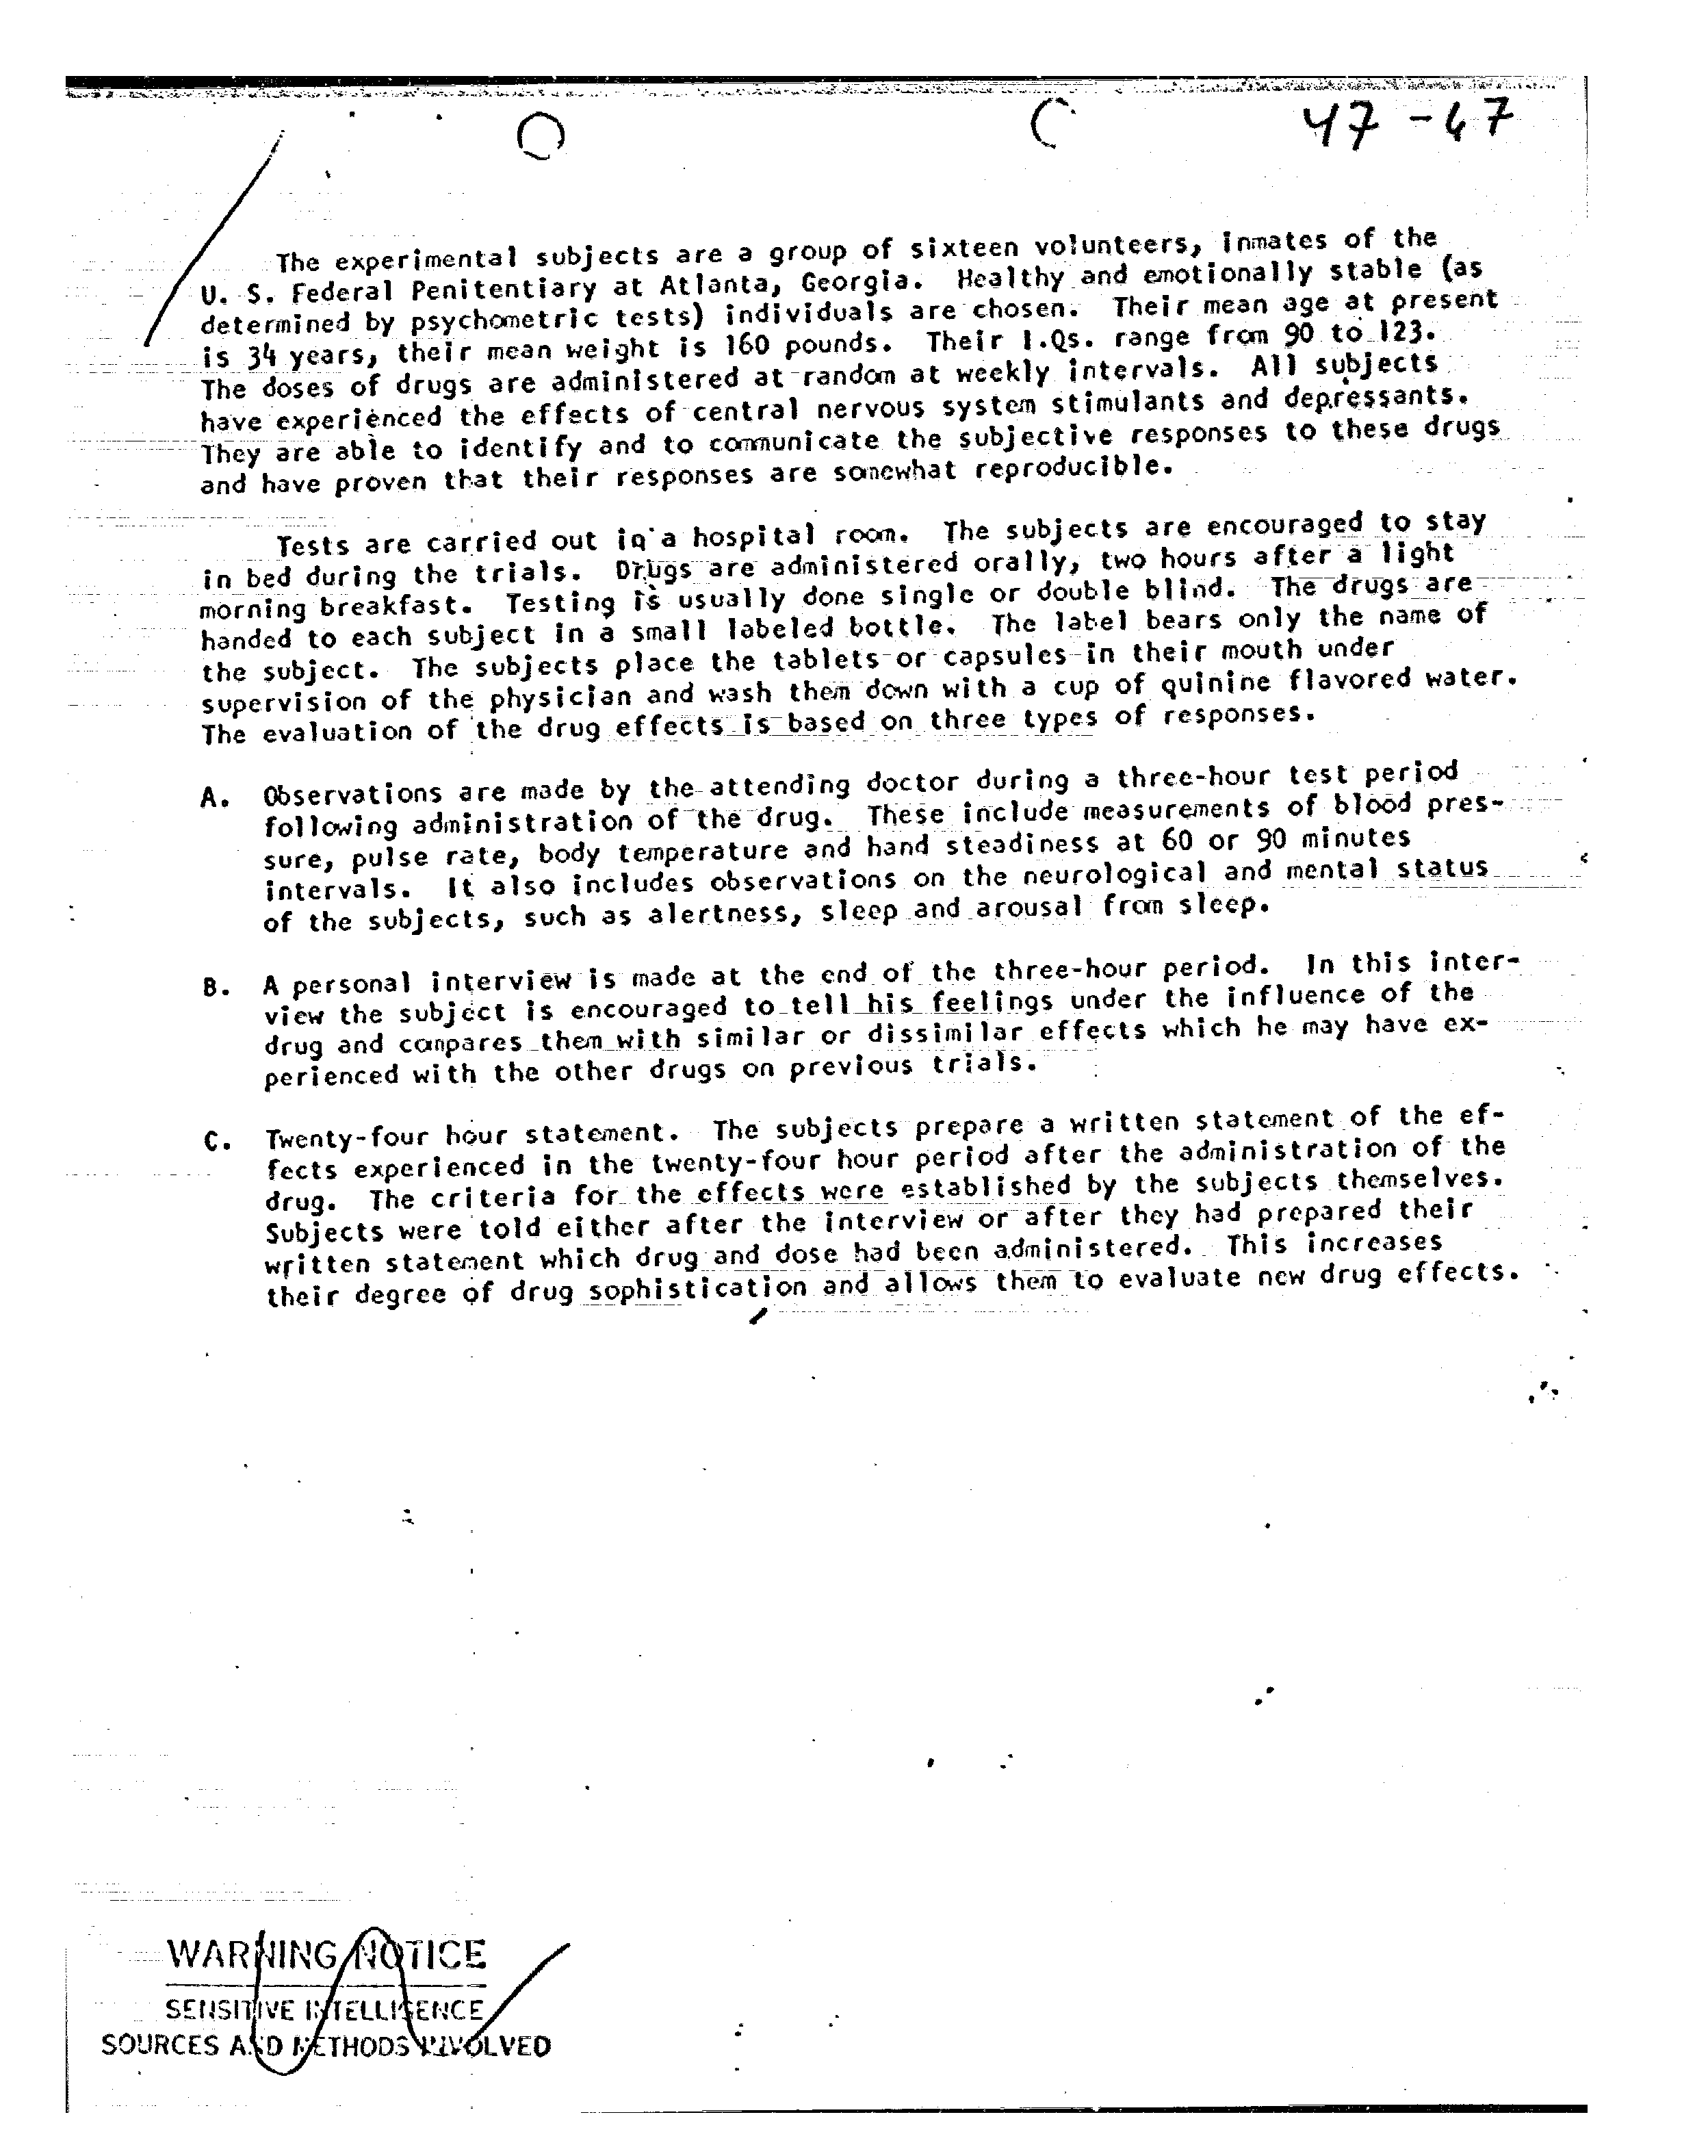 47-67
The experimental subjects are a group of sixteen volunteers, inmates of the
U. S. Federal Penitentiary at Atlanta, Georgia. Healthy and emotionally stable (as
determined by psychometric tests) individuals are chosen. Their mean age at present
is 34 years, their mean weight is 160 pounds. Their I.Qs. range from 90 to 123.
The doses of drugs are administered at random at weekly intervals. All subjects
have experienced the effects of central nervous system stimulants and depressants.
They are able to identify and to communicate the subjective responses to these drugs
and have proven that their responses are somewhat reproducible.
Tests are carried out in a hospital room. The subjects are encouraged to stay
in bed during the trials. Drugs are administered orally, two hours after a light
morning breakfast. Testing is usually done single or double blind. The drugs are
handed to each subject in a small labeled bottle. The label bears only the name of
the subject. The subjects place the tablets or capsules in their mouth under
supervision of the physician and wash them down with a cup of quinine flavored water.
The evaluation of the drug effects is based on three types of responses.
A. Observations are made by the attending doctor during a three-hour test period
following administration of the drug. These include measurements of blood pres-
sure, pulse rate, body temperature and hand steadiness at 60 or 90 minutes
intervals. It also includes observations on the neurological and mental status
of the subjects, such as alertness, sleep and arousal from sleep.
B. A personal interview is made at the end of the three-hour period. In this inter-
view the subject is encouraged to tell his feelings under the influence of the
drug and compares them with similar or dissimilar effects which he may have ex-
perienced with the other drugs on previous trials.
C. Twenty-four hour statement. The subjects prepare a written statement of the ef-
fects experienced in the twenty-four hour period after the administration of the
drug. The criteria for the effects were established by the subjects themselves.
Subjects were told either after the interview or after they had prepared their
written statement which drug and dose had been administered. This increases
their degree of drug sophistication and allows them to evaluate new drug effects.
WARNING NOTICE
SENSITIVE INTELLIGENCE
SOURCES AND METHODS INVOLVED